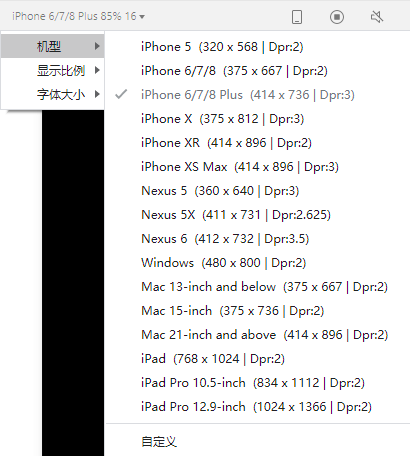 iPhone 6/7/8 Plus 85% 16
机型
显示比例
字体大小
iPhone 5 (320 x 568 | Dpr:2)
iPhone 6/7/8 (375 x 667 | Dpr:2)
iPhone 6/7/8 Plus (414 x 736 | Dpr:3)
iPhone X (375 x 812 | Dpr:3)
iPhone XR (414 x 896 | Dpr:2)
iPhone XS Max (414 x 896 | Dpr:3)
Nexus 5 (360 x 640 | Dpr:3)
Nexus 5X (411 x 731 | Dpr:2.625)
Nexus 6 (412 x 732 | Dpr:3.5)
Windows (480 x 800 | Dpr:2)
Mac 13-inch and below (375 x 667 | Dpr:2)
Mac 15-inch (375 x 736 | Dpr:2)
Mac 21-inch and above (414 x 896 | Dpr:2)
iPad (768 x 1024 | Dpr:2)
iPad Pro 10.5-inch (834 x 1112 | Dpr:2)
iPad Pro 12.9-inch (1024 x 1366 | Dpr:2)
自定义